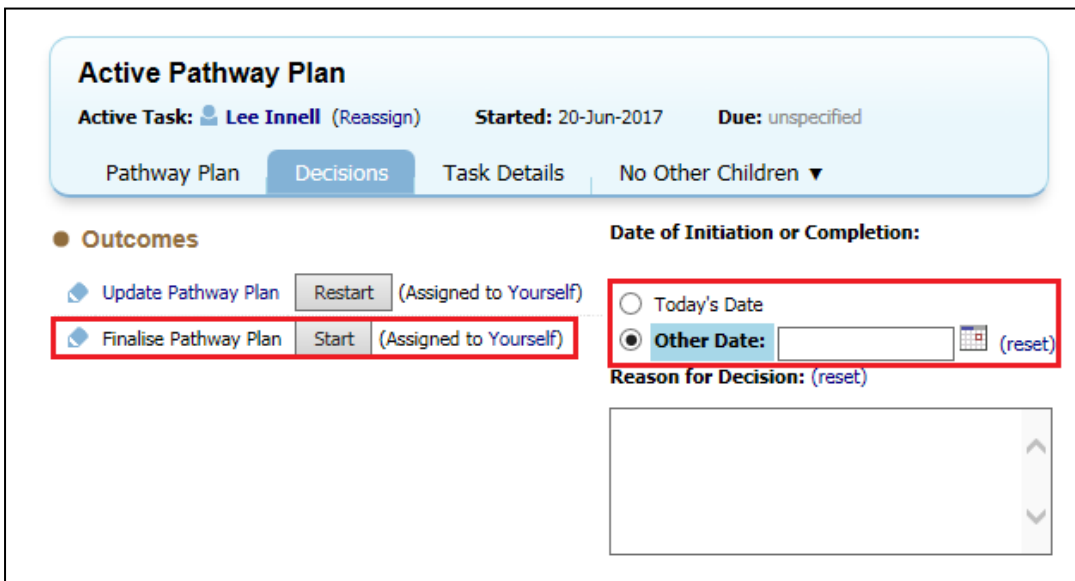 Active Pathway Plan
Active Task: Lee Innell (Reassign) Started: 20-Jun-2017 Due: unspecified
Pathway Plan Decisions Task Details No Other Children ▼
Outcomes
Update Pathway Plan Restart (Assigned to Yourself)
Finalise Pathway Plan Start (Assigned to Yourself)
Date of Initiation or Completion:
Today's Date
Other Date: (reset)
Reason for Decision: (reset)